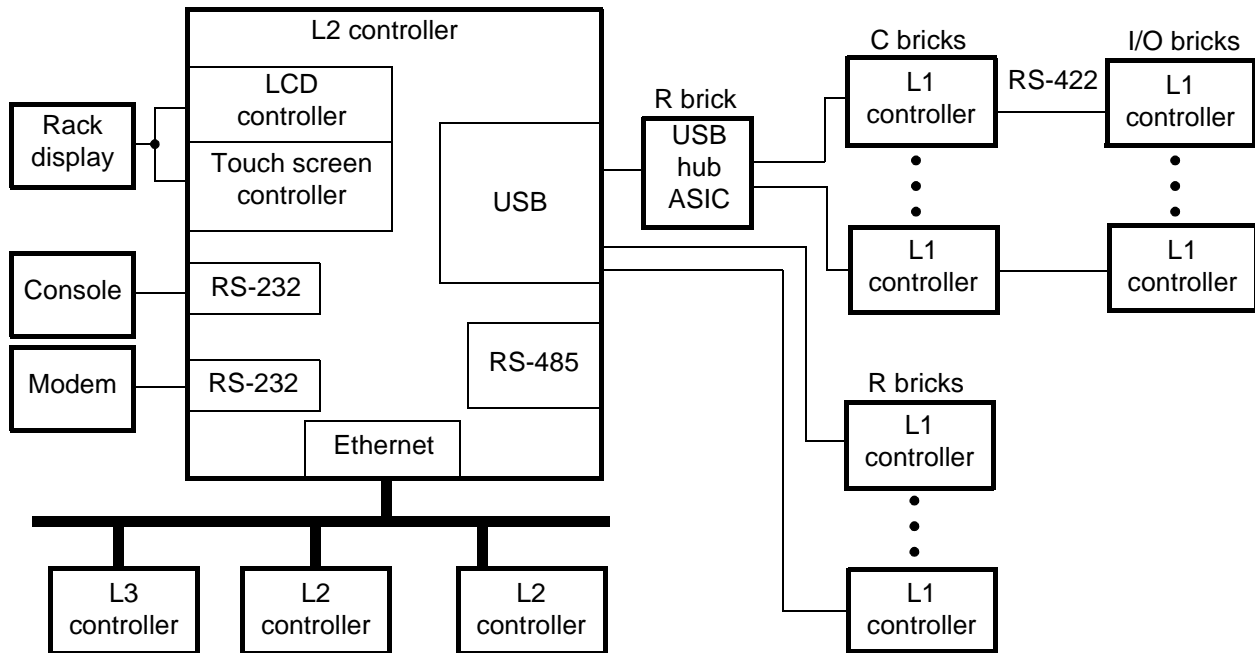 L2 controller
LCD
controller
Touch screen
controller
Rack
display
Console
Modem
RS-232
RS-232
USB
RS-485
Ethernet
R brick
USB
hub
ASIC
C bricks
L1
controller
RS-422
I/O bricks
L1
controller
L1
controller
L1
controller
R bricks
L1
controller
L1
controller
L3
controller
L2
controller
L2
controller